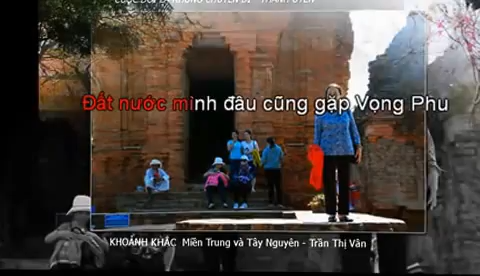 Đất nước mình đâu cũng gặp Vọng Phu
KHOẢNH KHẮC Miền Trung và Tây Nguyên - Trần Thị Vân